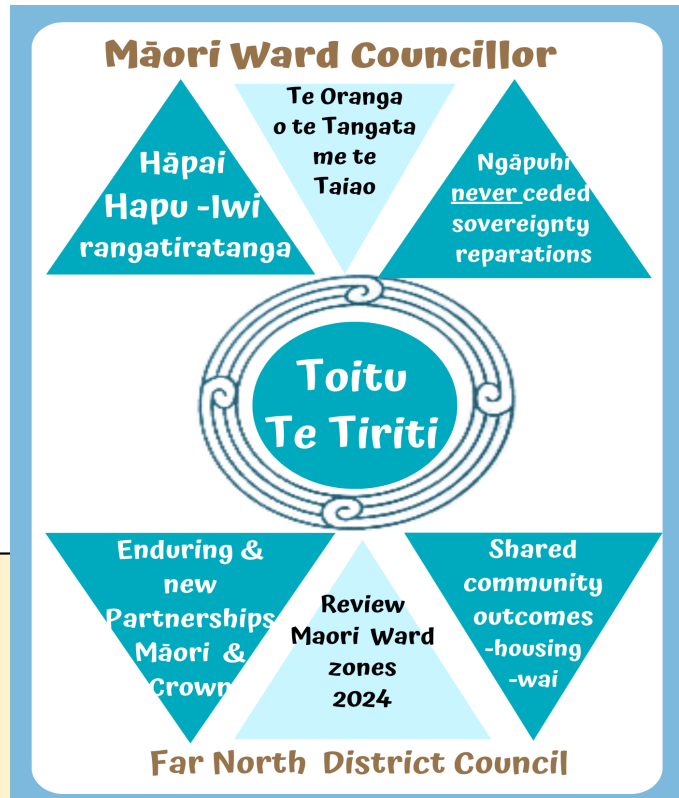 Māori Ward Councillor
Hāpai
Hapu -Iwi
rangatiratanga
Te Oranga
o te Tangata
me te
Taiao
Ngāpuhi
never ceded
sovereignty
reparations
Toitu
Te Tiriti
Enduring &
new
Partnerships
Māori &
Crown
Review
Maori Ward
zones
2024
Shared
community
outcomes
-housing
-wai
Far North District Council